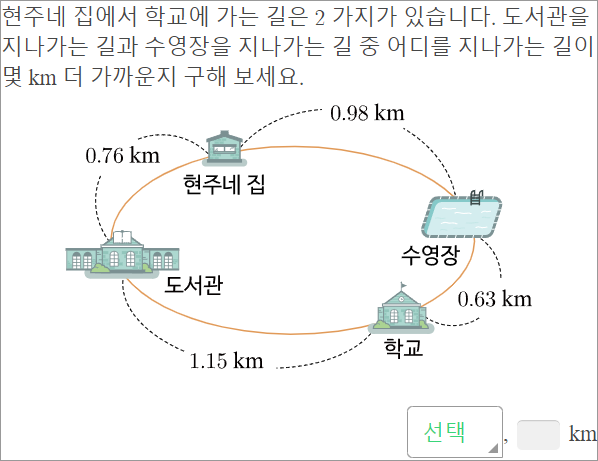 현주네 집에서 학교에 가는 길은 2 가지가 있습니다. 도서관을
지나가는 길과 수영장을 지나가는 길 중 어디를 지나가는 길이
몇 km 더 가까운지 구해 보세요.
0.98 km
0.76 km
현주네 집
수영장
도서관
0.63 km
학교
1.15 km
선택 , km